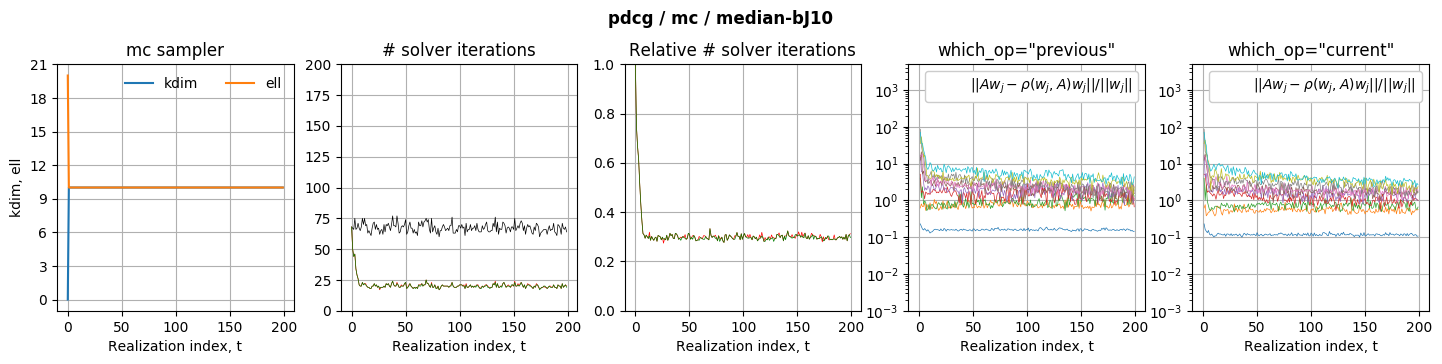 pdcg / mc / median-bJ10
mc sampler
kdim, ell
21
18
15
12
9
6
3
0
kdim
ell
0 50 100 150 200
Realization index, t
# solver iterations
200
175
150
125
100
75
50
25
0
0 50 100 150 200
Realization index, t
Relative # solver iterations
1.0
0.8
0.6
0.4
0.2
0.0
0 50 100 150 200
Realization index, t
which_op="previous"
||Aw_j − ρ(w_j, A)w_j||/||w_j||
10^3
10^2
10^1
10^0
10^−1
10^−2
10^−3
0 50 100 150 200
Realization index, t
which_op="current"
||Aw_j − ρ(w_j, A)w_j||/||w_j||
10^3
10^2
10^1
10^0
10^−1
10^−2
10^−3
0 50 100 150 200
Realization index, t